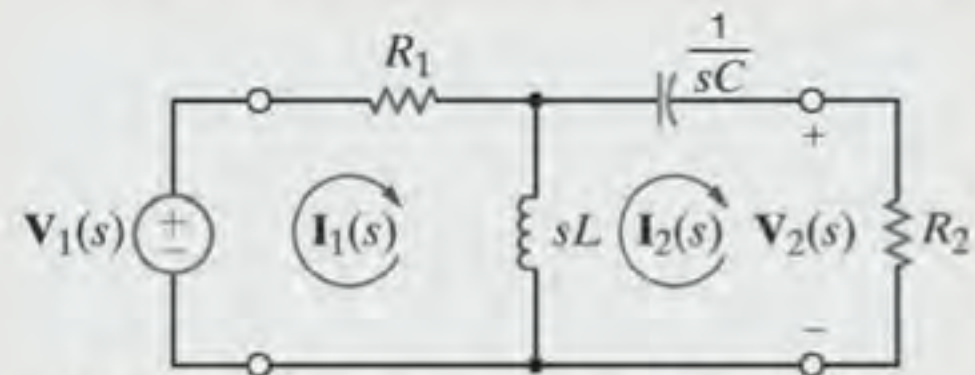 R1
1
sC
+
V1(s) + − I1(s) sL I2(s) V2(s) R2
−